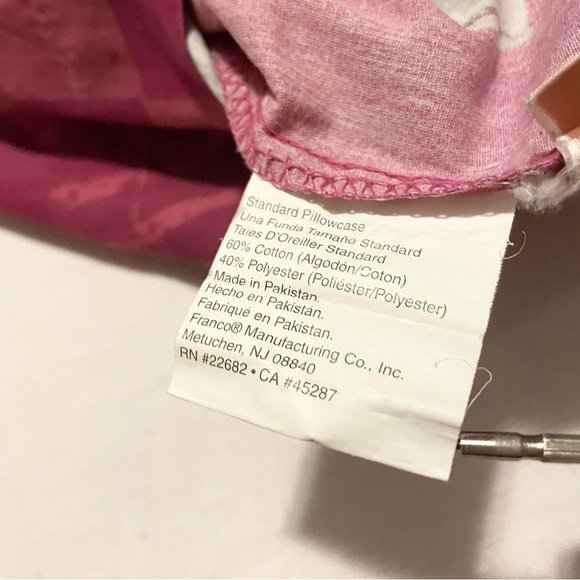 Standard Pillowcase
Una Funda Tamaño Standard
Taies D'Oreiller Standard
60% Cotton (Algodón/Coton)
40% Polyester (Poliéster/Polyester)
Made in Pakistan.
Hecho en Pakistán.
Fabriqué en Pakistan.
Franco® Manufacturing Co., Inc.
Metuchen, NJ 08840
RN #22682 • CA #45287